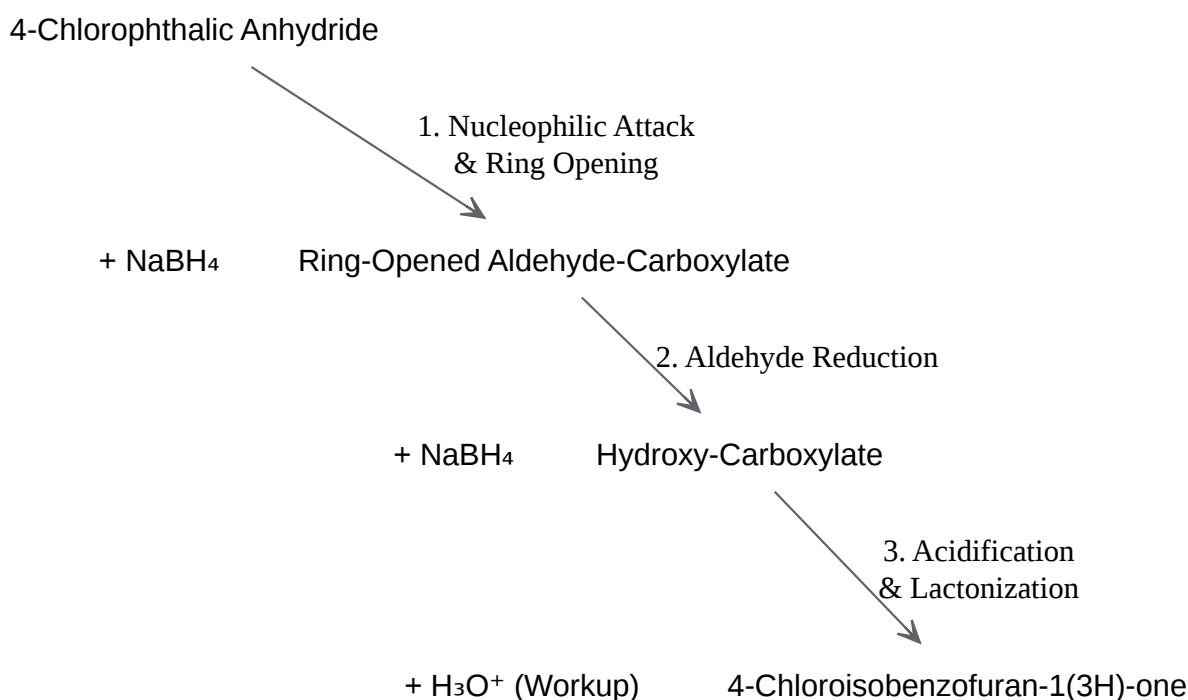 4-Chlorophthalic Anhydride
1. Nucleophilic Attack
& Ring Opening
+ NaBH₄ Ring-Opened Aldehyde-Carboxylate
2. Aldehyde Reduction
+ NaBH₄ Hydroxy-Carboxylate
3. Acidification
& Lactonization
+ H₃O⁺ (Workup) 4-Chloroisobenzofuran-1(3H)-one